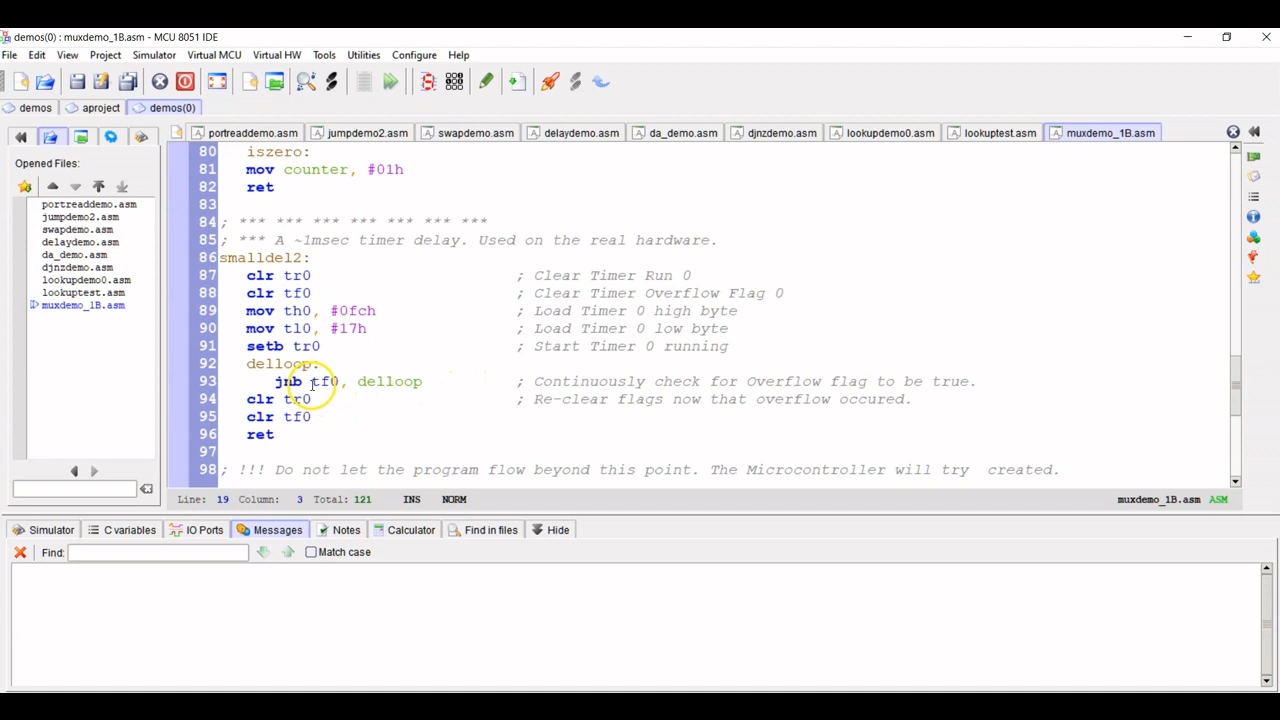 demos(0) : muxdemo_1B.asm - MCU 8051 IDE
File Edit View Project Simulator Virtual MCU Virtual HW Tools Utilities Configure Help
demos aproject demos(0)
portreaddemo.asm jumpdemo2.asm swapdemo.asm delaydemo.asm da_demo.asm djnzdemo.asm lookupdemo0.asm lookuptest.asm muxdemo_1B.asm
Opened Files:
portreaddemo.asm
jumpdemo2.asm
swapdemo.asm
delaydemo.asm
da_demo.asm
djnzdemo.asm
lookupdemo0.asm
lookuptest.asm
muxdemo_1B.asm
80 iszero:
81 mov counter, #01h
82 ret
83
84 ; *** *** *** *** *** *** ***
85 ; *** A ~1msec timer delay. Used on the real hardware.
86 smalldel2:
87 clr tr0 ; Clear Timer Run 0
88 clr tf0 ; Clear Timer Overflow Flag 0
89 mov th0, #0fch ; Load Timer 0 high byte
90 mov tl0, #17h ; Load Timer 0 low byte
91 setb tr0 ; Start Timer 0 running
92 delloop:
93 jnb tf0, delloop ; Continuously check for Overflow flag to be true.
94 clr tr0 ; Re-clear flags now that overflow occured.
95 clr tf0
96 ret
97
98 ; !!! Do not let the program flow beyond this point. The Microcontroller will try created.
Line: 19 Column: 3 Total: 121 INS NORM muxdemo_1B.asm ASM
Simulator C variables IO Ports Messages Notes Calculator Find in files Hide
Find: Match case